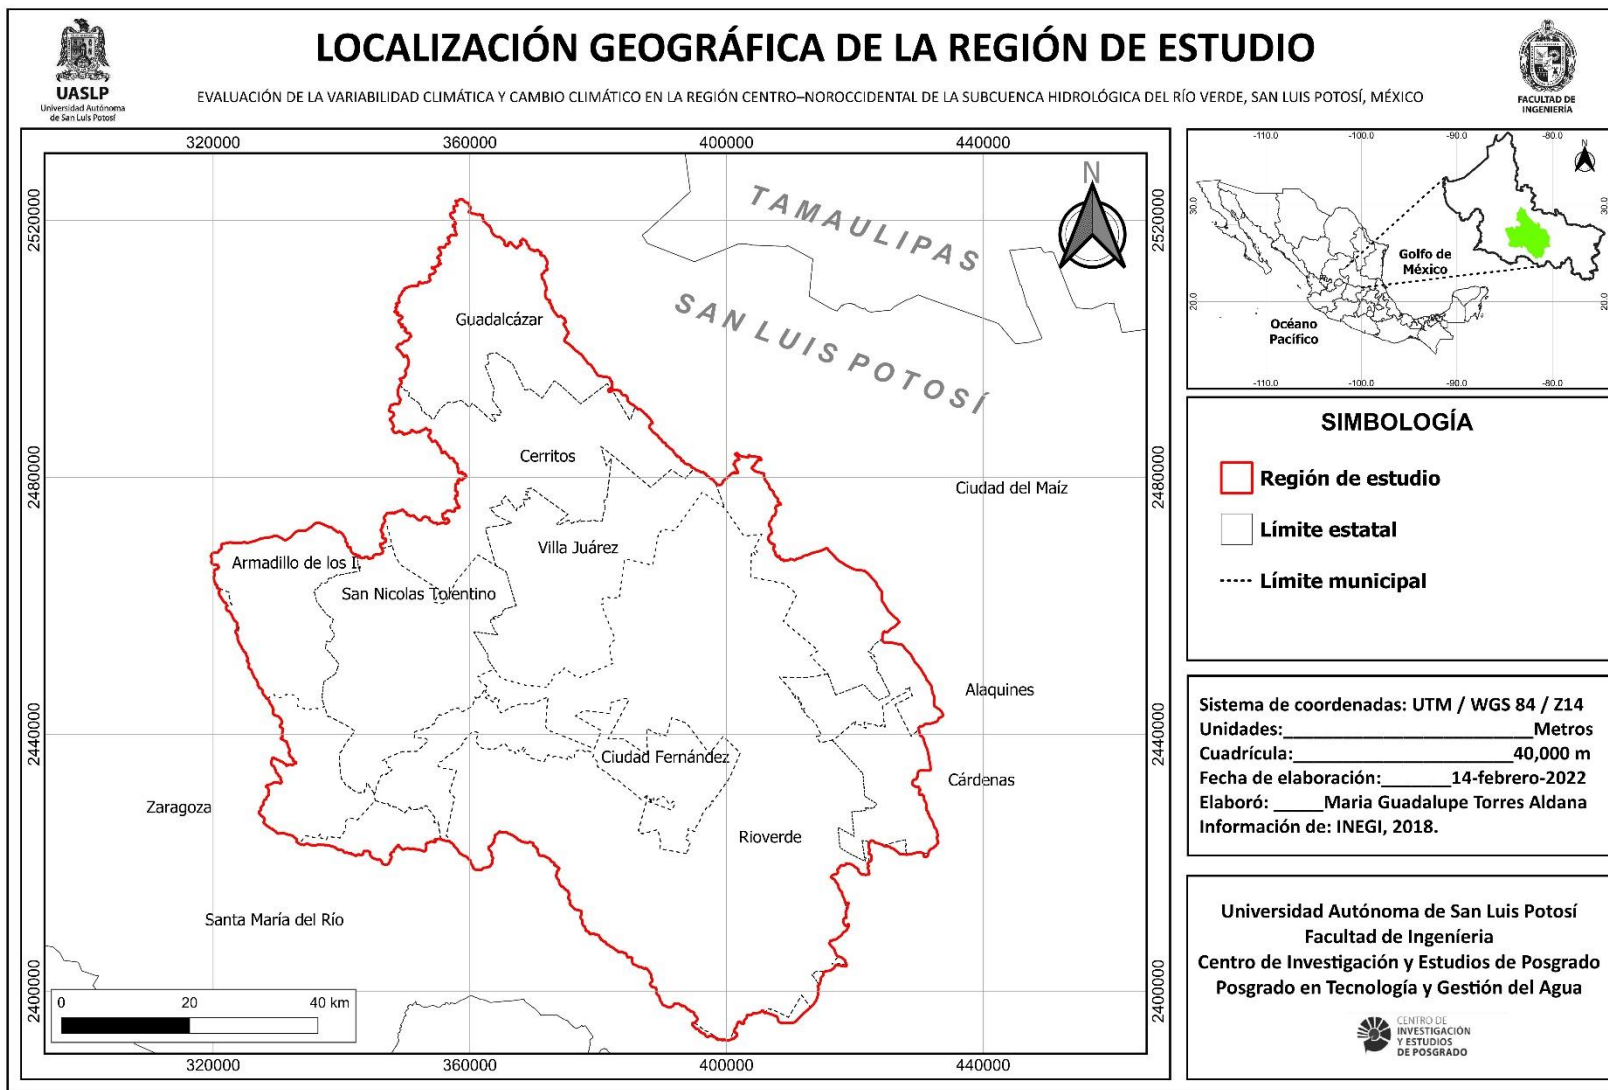 LOCALIZACIÓN GEOGRÁFICA DE LA REGIÓN DE ESTUDIO
EVALUACIÓN DE LA VARIABILIDAD CLIMÁTICA Y CAMBIO CLIMÁTICO EN LA REGIÓN CENTRO–NOROCCIDENTAL DE LA SUBCUENCA HIDROLÓGICA DEL RÍO VERDE, SAN LUIS POTOSÍ, MÉXICO
UASLP
Universidad Autónoma
de San Luis Potosí
FACULTAD DE
INGENIERÍA
320000
360000
400000
440000
2520000
2480000
2440000
2400000
2520000
2480000
2440000
2400000
N
TAMAULIPAS
SAN LUIS POTOSÍ
Guadalcázar
Cerritos
Ciudad del Maíz
Villa Juárez
Armadillo de los I.
San Nicolas Tolentino
Alaquines
Ciudad Fernández
Cárdenas
Zaragoza
Rioverde
Santa María del Río
0 20 40 km
320000
360000
400000
440000
-110.0
-100.0
-90.0
-80.0
N
30.0
20.0
30.0
20.0
Golfo de
México
Océano
Pacífico
-110.0
-100.0
-90.0
-80.0
SIMBOLOGÍA
Región de estudio
Límite estatal
Límite municipal
Sistema de coordenadas: UTM / WGS 84 / Z14
Unidades:__________________________Metros
Cuadrícula:_______________________40,000 m
Fecha de elaboración:_______14-febrero-2022
Elaboró: _____Maria Guadalupe Torres Aldana
Información de: INEGI, 2018.
Universidad Autónoma de San Luis Potosí
Facultad de Ingeníeria
Centro de Investigación y Estudios de Posgrado
Posgrado en Tecnología y Gestión del Agua
CENTRO DE
INVESTIGACIÓN
Y ESTUDIOS
DE POSGRADO